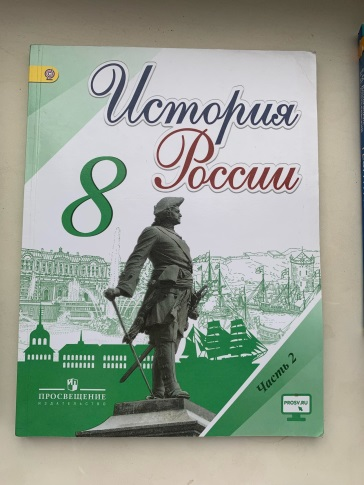 История
России
8
Часть 2
ПРОСВЕЩЕНИЕ
ИЗДАТЕЛЬСТВО
PROSV.RU